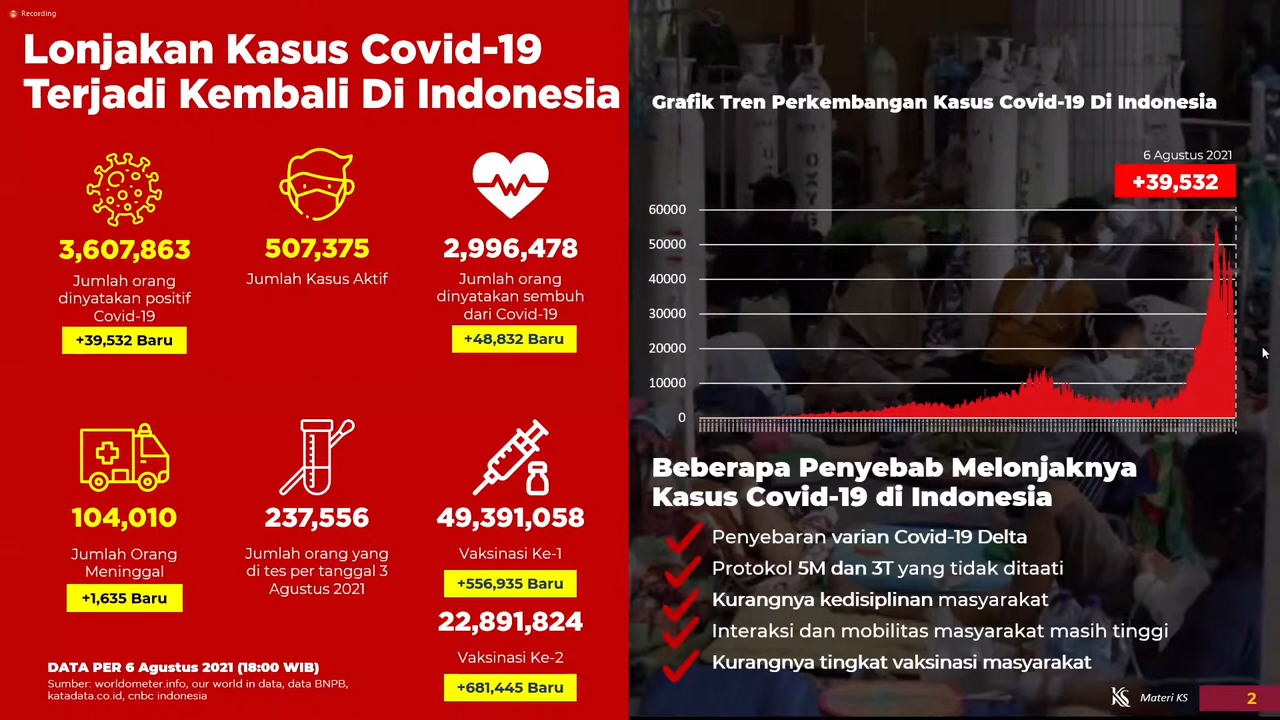 Recording
Lonjakan Kasus Covid-19
Terjadi Kembali Di Indonesia
3,607,863
Jumlah orang
dinyatakan positif
Covid-19
+39,532 Baru
507,375
Jumlah Kasus Aktif
2,996,478
Jumlah orang
dinyatakan sembuh
dari Covid-19
+48,832 Baru
104,010
Jumlah Orang
Meninggal
+1,635 Baru
237,556
Jumlah orang yang
di tes per tanggal 3
Agustus 2021
49,391,058
Vaksinasi Ke-1
+556,935 Baru
22,891,824
Vaksinasi Ke-2
+681,445 Baru
DATA PER 6 Agustus 2021 (18:00 WIB)
Sumber: worldometer.info, our world in data, data BNPB,
katadata.co.id, cnbc indonesia
Grafik Tren Perkembangan Kasus Covid-19 Di Indonesia
6 Agustus 2021
+39,532
60000
50000
40000
30000
20000
10000
0
Beberapa Penyebab Melonjaknya
Kasus Covid-19 di Indonesia
Penyebaran varian Covid-19 Delta
Protokol 5M dan 3T yang tidak ditaati
Kurangnya kedisiplinan masyarakat
Interaksi dan mobilitas masyarakat masih tinggi
Kurangnya tingkat vaksinasi masyarakat
KS Materi KS
2